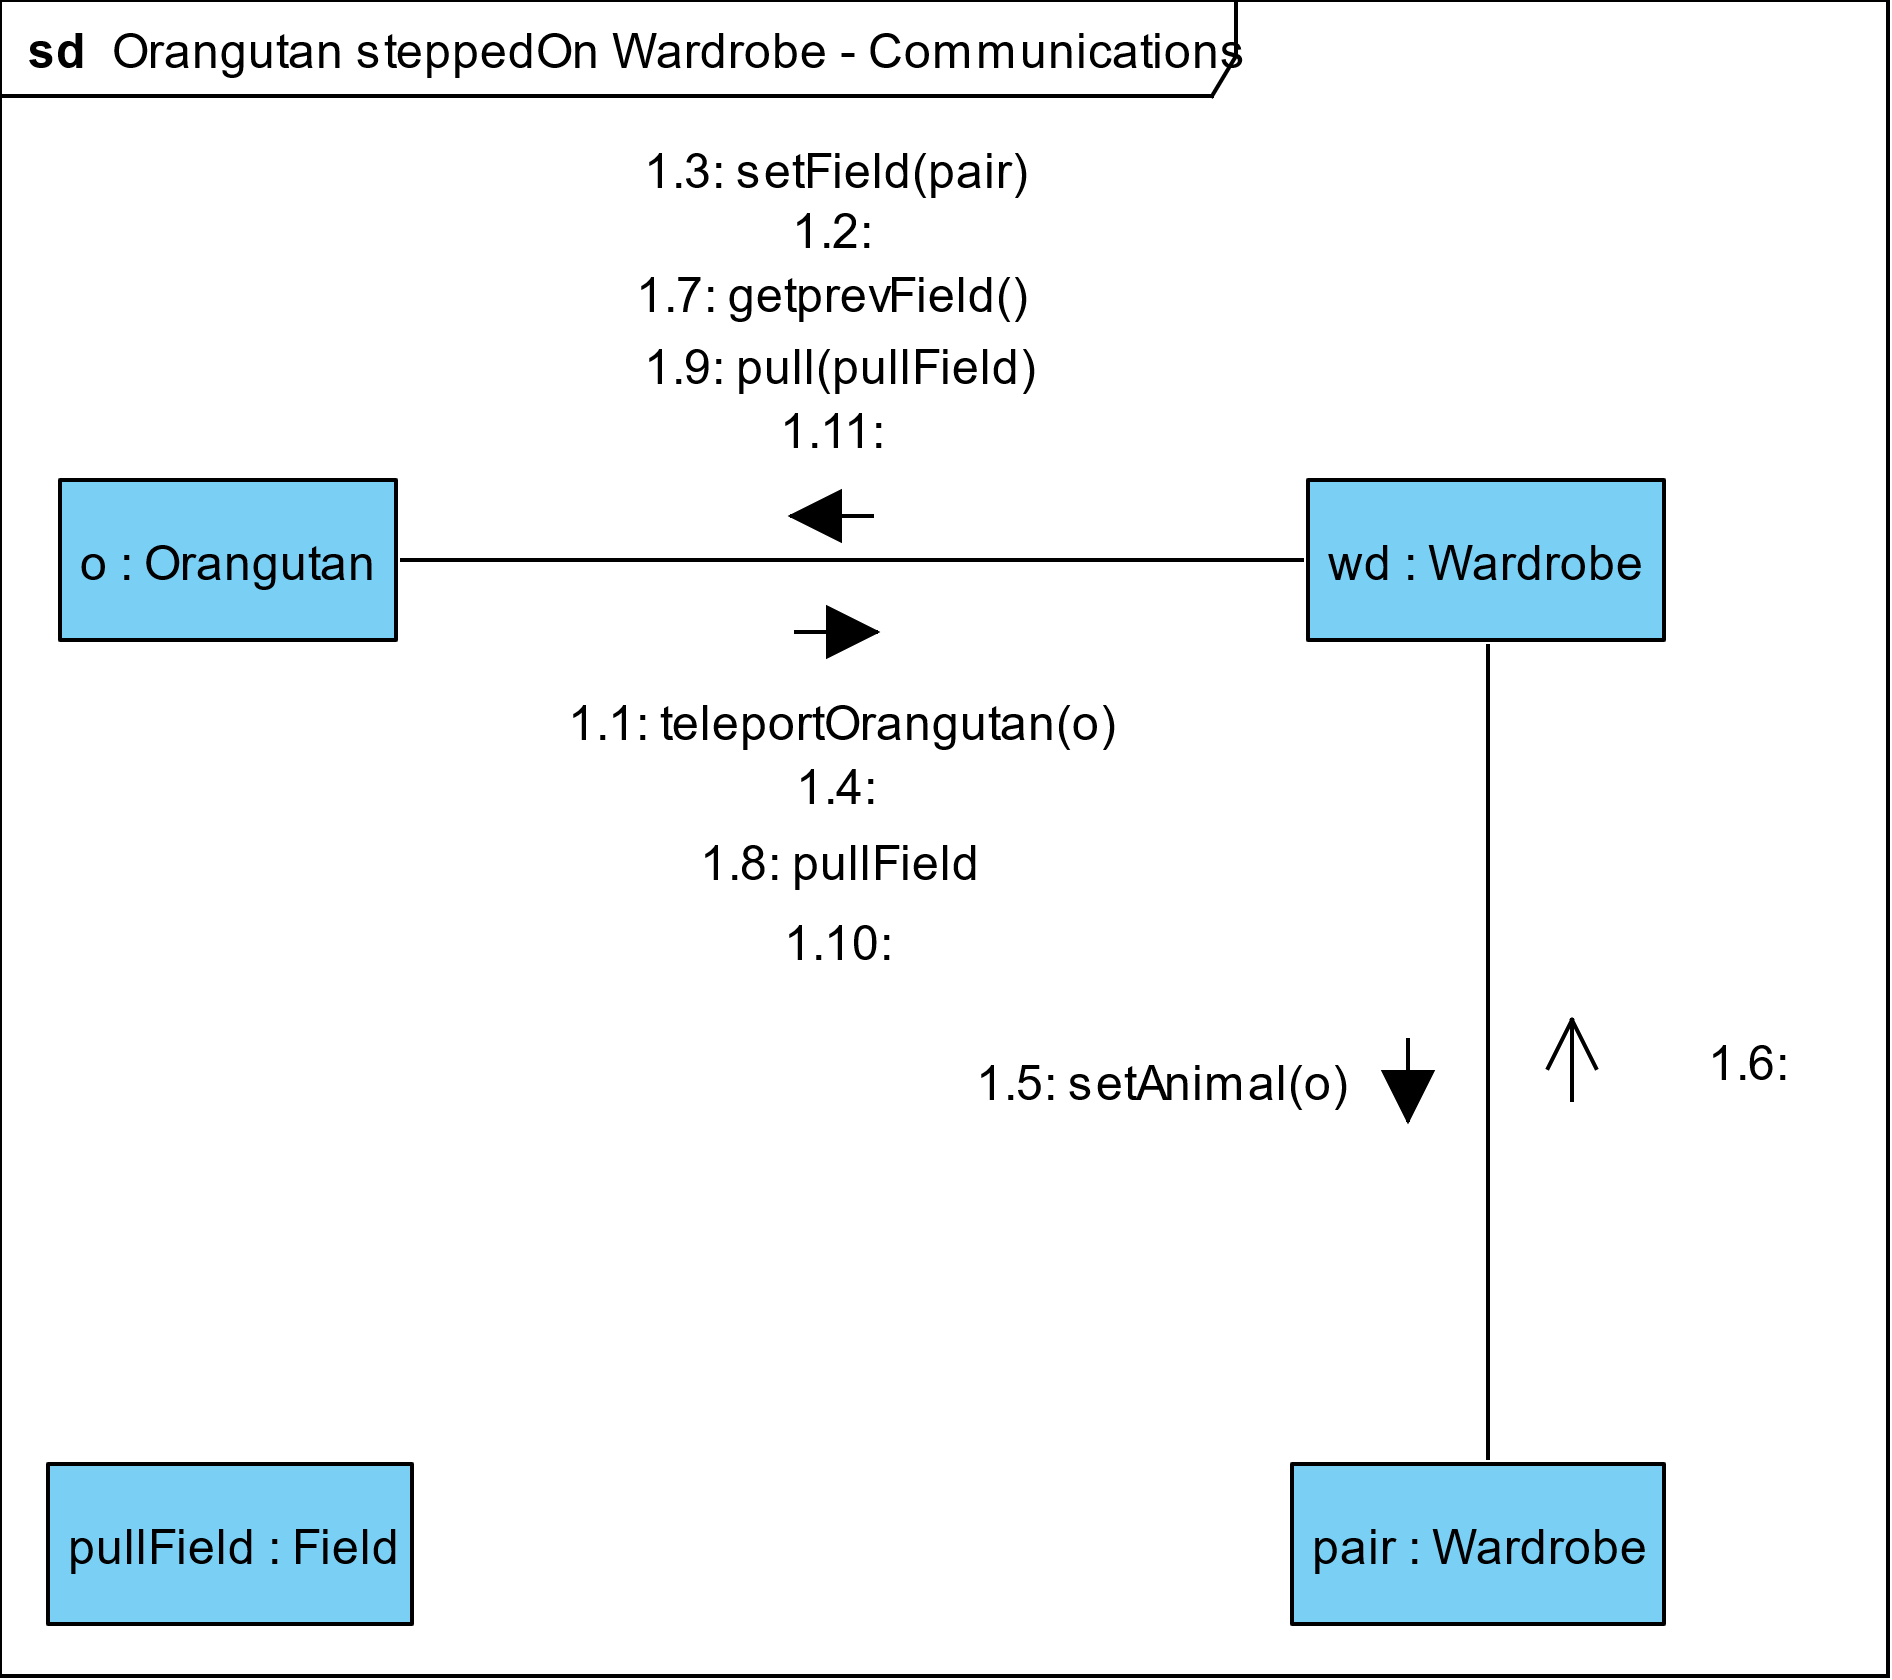 sd Orangutan steppedOn Wardrobe - Communications
1.3: setField(pair)
1.2:
1.7: getprevField()
1.9: pull(pullField)
1.11:
o : Orangutan
wd : Wardrobe
1.1: teleportOrangutan(o)
1.4:
1.8: pullField
1.10:
1.5: setAnimal(o)
1.6:
pullField : Field
pair : Wardrobe